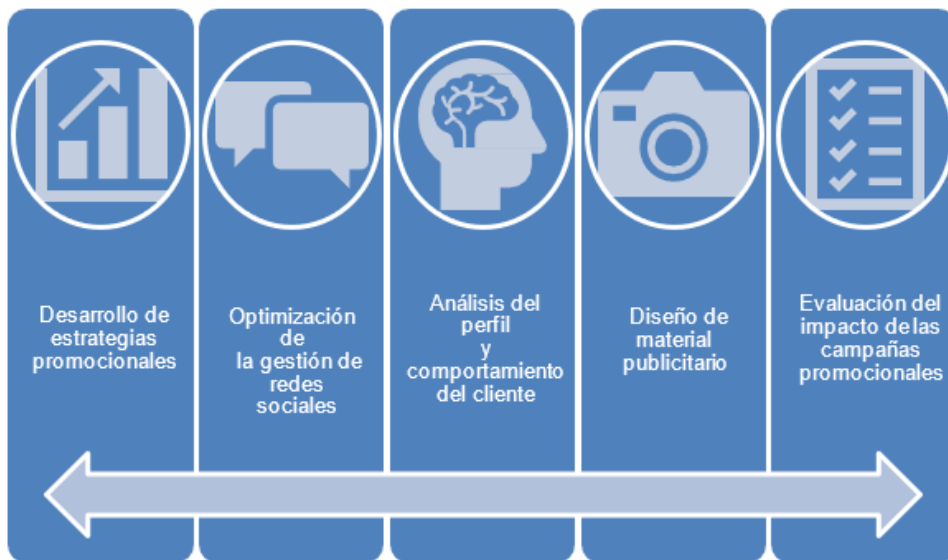 Desarrollo de
estrategias
promocionales
Optimización
de
la gestión de
redes
sociales
Análisis del
perfil
y
comportamiento
del cliente
Diseño de
material
publicitario
Evaluación del
impacto de las
campañas
promocionales